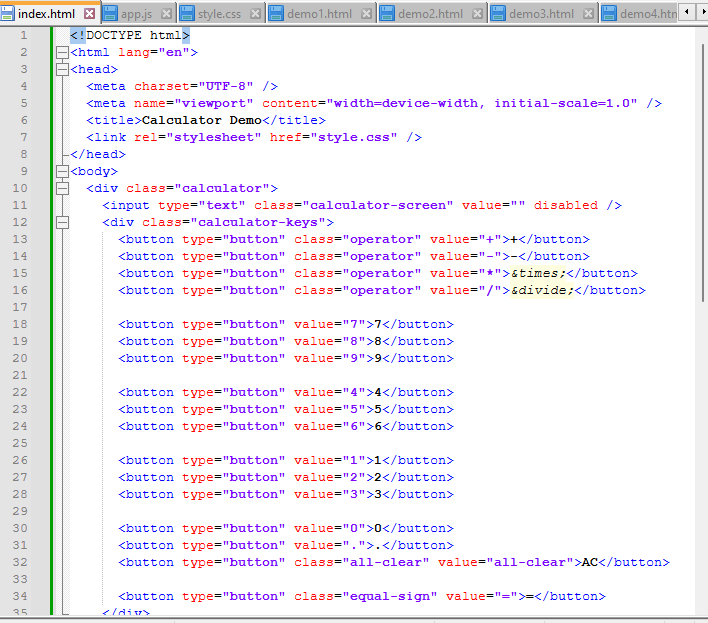 index.html app.js style.css demo1.html demo2.html demo3.html demo4.htm
1 <!DOCTYPE html>
2 <html lang="en">
3 <head>
4 <meta charset="UTF-8" />
5 <meta name="viewport" content="width=device-width, initial-scale=1.0" />
6 <title>Calculator Demo</title>
7 <link rel="stylesheet" href="style.css" />
8 </head>
9 <body>
10 <div class="calculator">
11 <input type="text" class="calculator-screen" value="" disabled />
12 <div class="calculator-keys">
13 <button type="button" class="operator" value="+">+</button>
14 <button type="button" class="operator" value="-">-</button>
15 <button type="button" class="operator" value="*">&times;</button>
16 <button type="button" class="operator" value="/">&divide;</button>
17
18 <button type="button" value="7">7</button>
19 <button type="button" value="8">8</button>
20 <button type="button" value="9">9</button>
21
22 <button type="button" value="4">4</button>
23 <button type="button" value="5">5</button>
24 <button type="button" value="6">6</button>
25
26 <button type="button" value="1">1</button>
27 <button type="button" value="2">2</button>
28 <button type="button" value="3">3</button>
29
30 <button type="button" value="0">0</button>
31 <button type="button" value=".">.</button>
32 <button type="button" class="all-clear" value="all-clear">AC</button>
33
34 <button type="button" class="equal-sign" value="=">=</button>
35 </div>